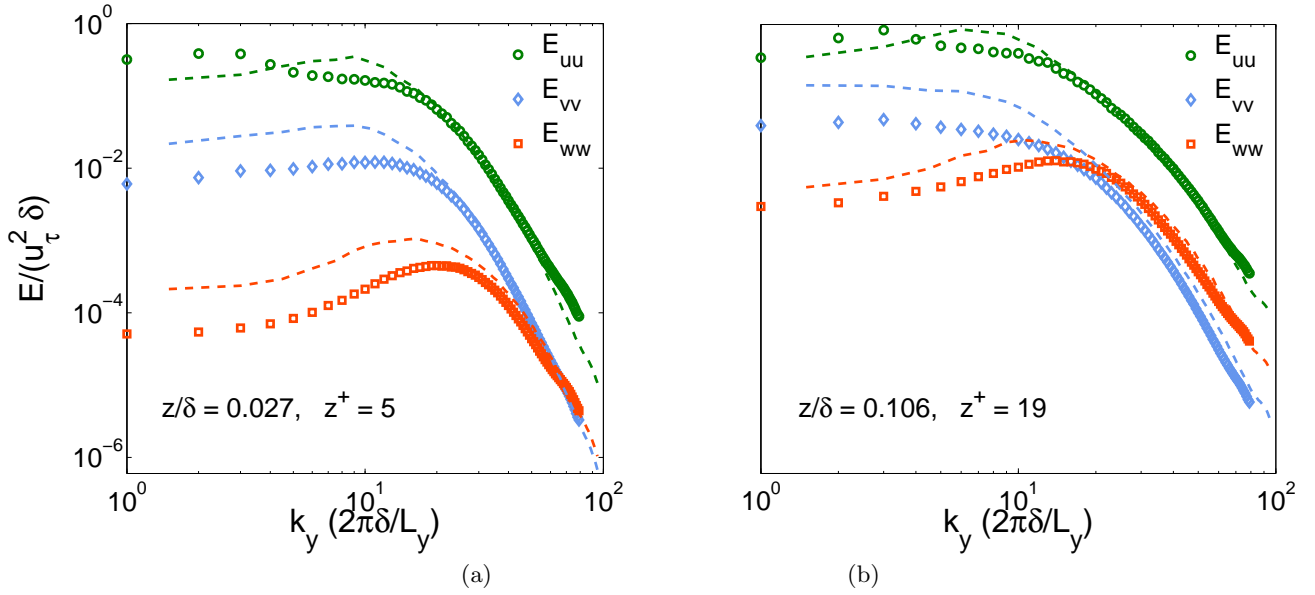 10^0
10^-2
10^-4
10^-6
E/(u_τ^2 δ)
E_uu
E_vv
E_ww
z/δ = 0.027, z^+ = 5
10^0 10^1 10^2
k_y (2πδ/L_y)
(a)
E_uu
E_vv
E_ww
z/δ = 0.106, z^+ = 19
10^0 10^1 10^2
k_y (2πδ/L_y)
(b)